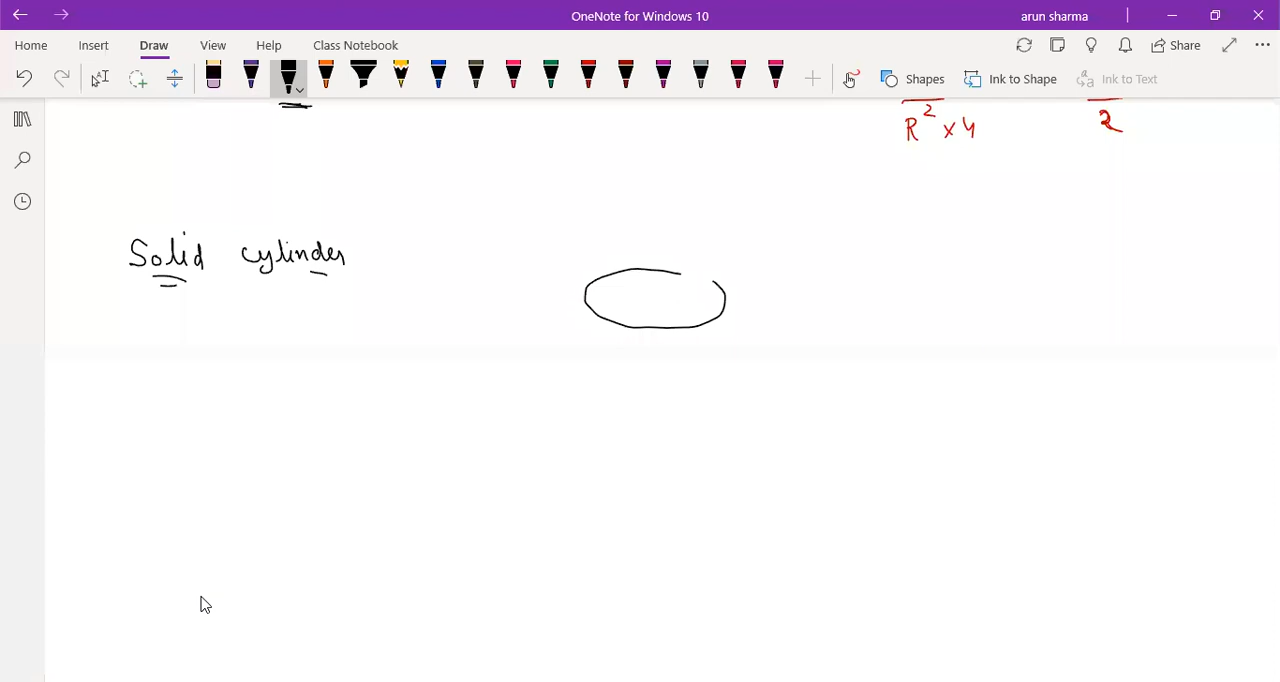 OneNote for Windows 10
arun sharma
Home Insert Draw View Help Class Notebook
Share
Shapes Ink to Shape Ink to Text
R² × 4
2
Solid cylinder